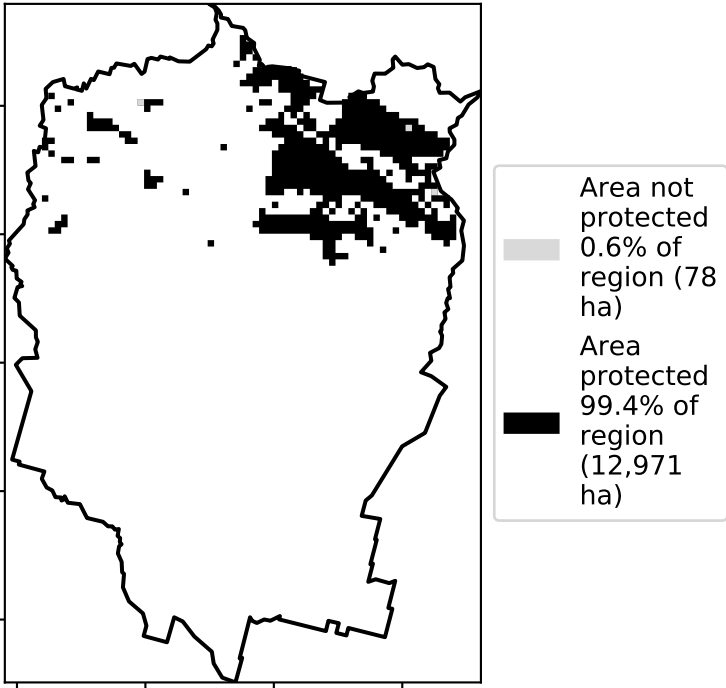 Area not
protected
0.6% of
region (78
ha)
Area
protected
99.4% of
region
(12,971
ha)